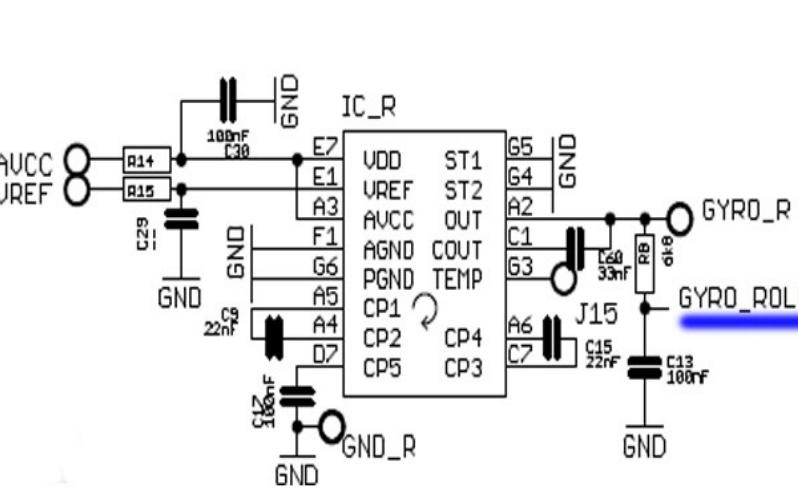 IC_R
GND
100nF
C30
AVCC
R14
E7
VDD
ST1
G5
GND
VREF
R15
E1
VREF
ST2
G4
A3
AVCC
OUT
A2
GYRO_R
C29
GND
F1
AGND
COUT
C1
C60
33nF
R8
6k8
G6
PGND
TEMP
G3
GND
A5
CP1
J15
GYRO_ROL
C9
22nF
A4
CP2
CP4
A6
C15
22nF
D7
CP5
CP3
C7
C13
100nF
C17
100nF
GND_R
GND
GND